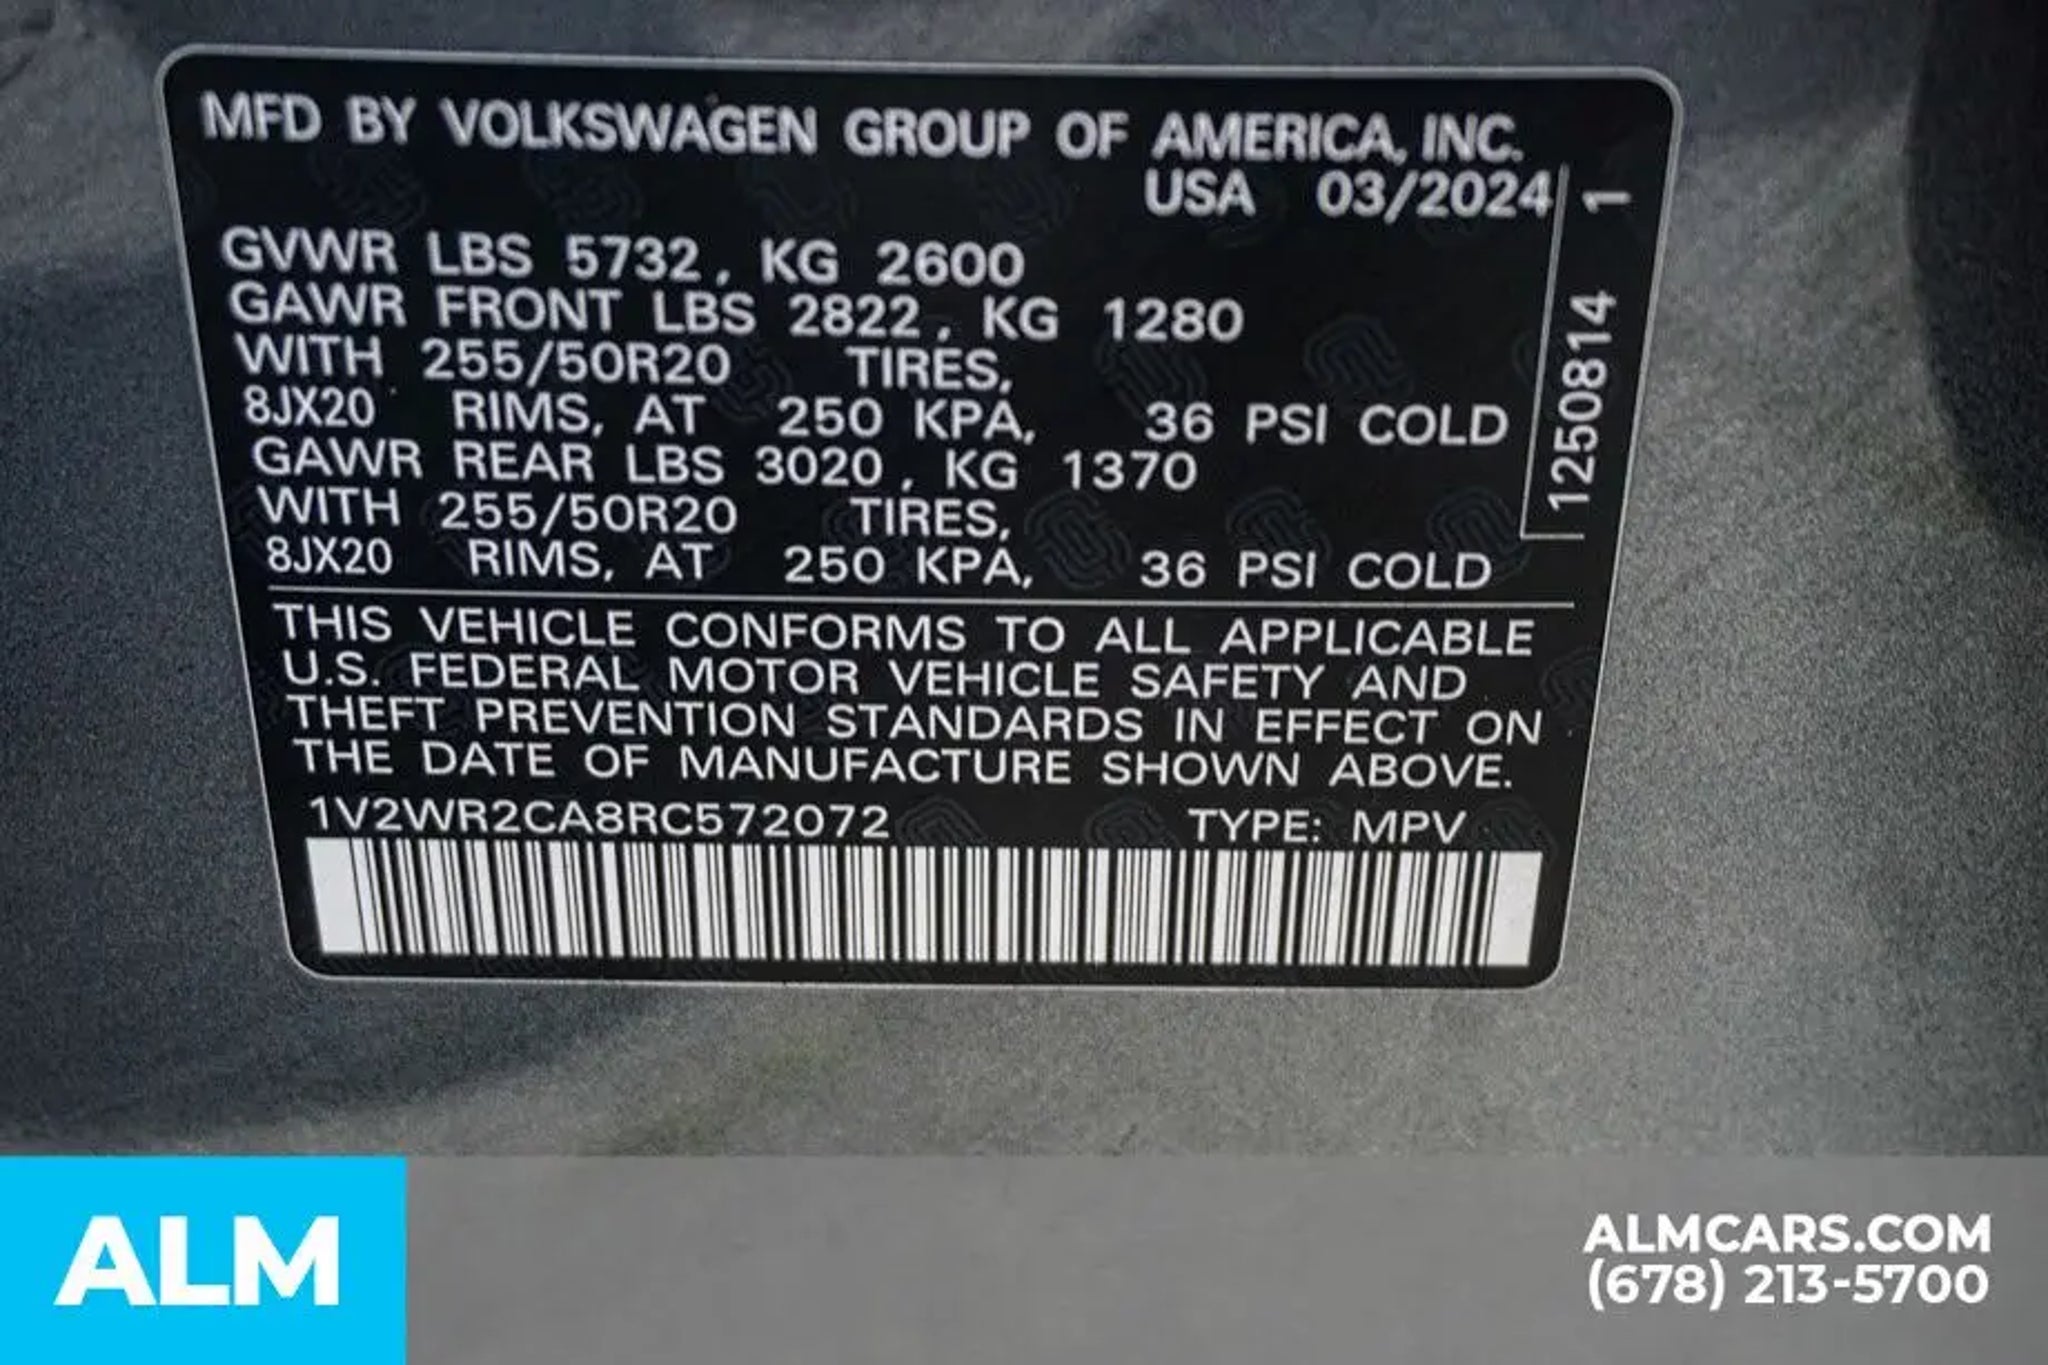 MFD BY VOLKSWAGEN GROUP OF AMERICA, INC.
USA 03/2024
GVWR LBS 5732, KG 2600
GAWR FRONT LBS 2822, KG 1280
WITH 255/50R20 TIRES,
8JX20 RIMS, AT 250 KPA, 36 PSI COLD
GAWR REAR LBS 3020, KG 1370
WITH 255/50R20 TIRES,
8JX20 RIMS, AT 250 KPA, 36 PSI COLD
1250814 1
THIS VEHICLE CONFORMS TO ALL APPLICABLE
U.S. FEDERAL MOTOR VEHICLE SAFETY AND
THEFT PREVENTION STANDARDS IN EFFECT ON
THE DATE OF MANUFACTURE SHOWN ABOVE.
1V2WR2CA8RC572072 TYPE: MPV
ALM
ALMCARS.COM
(678) 213-5700